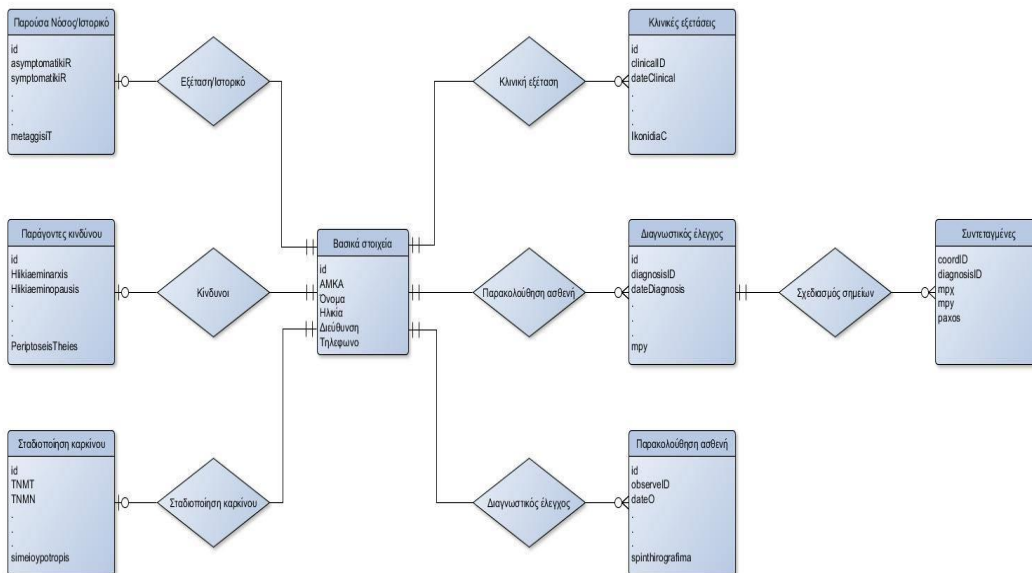 Παρούσα Νόσος/Ιστορικό
id
asymptomatikiR
symptomatikiR
.
.
.
metaggisiT
Εξέταση/Ιστορικό
Κλινική εξέταση
Κλινικές εξετάσεις
id
clinicalID
dateClinical
.
.
.
IkonidiaC
Παράγοντες κινδύνου
id
Hlikiaeminarxis
Hlikiaeminopausis
.
.
.
PeriptoseisTheies
Κίνδυνοι
Βασικά στοιχεία
id
ΑΜΚΑ
Όνομα
Ηλικία
Διεύθυνση
Τηλεφωνο
Παρακολούθηση ασθενή
Διαγνωστικός έλεγχος
id
diagnosisID
dateDiagnosis
.
.
.
mpy
Σχεδιασμός σημείων
Συντεταγμένες
coordID
diagnosisID
mpχ
mpy
paxos
Σταδιοποίηση καρκίνου
id
TNMT
TNMN
.
.
.
simeioypotropis
Σταδιοποίηση καρκίνου
Διαγνωστικός έλεγχος
Παρακολούθηση ασθενή
id
observeID
dateO
.
.
.
spinthirografima